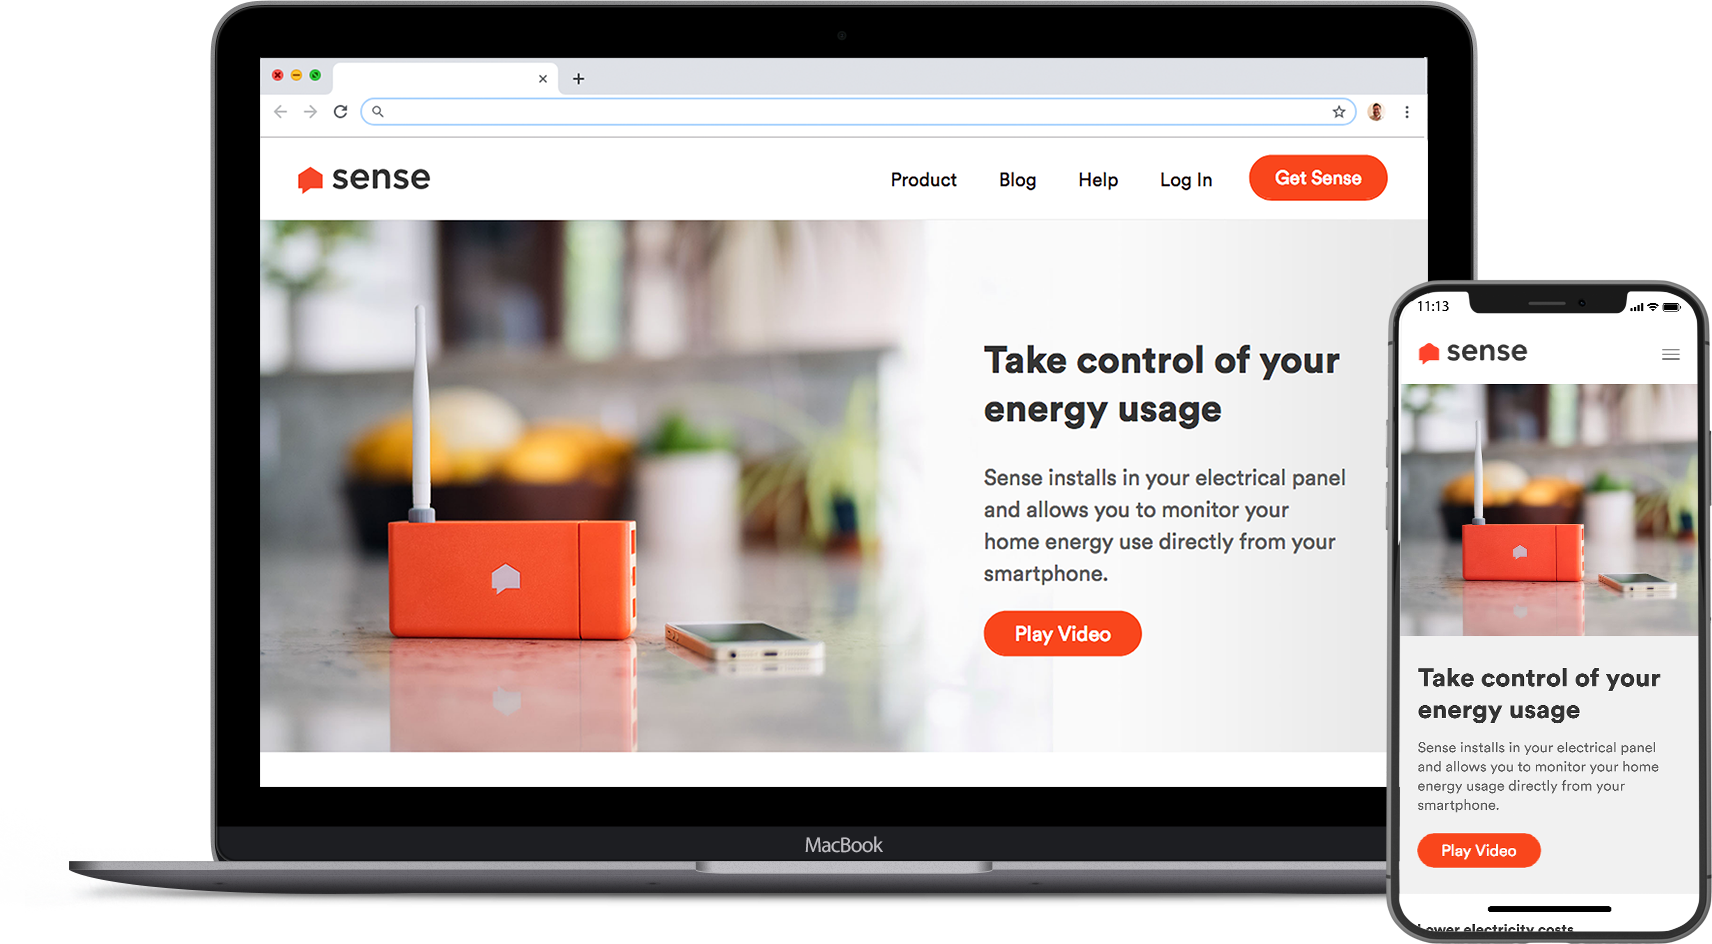 sense
Product Blog Help Log In Get Sense
Take control of your
energy usage
Sense installs in your electrical panel
and allows you to monitor your
home energy use directly from your
smartphone.
Play Video
MacBook
11:13
sense
Take control of your
energy usage
Sense installs in your electrical panel
and allows you to monitor your home
energy usage directly from your
smartphone.
Play Video
Lower electricity costs